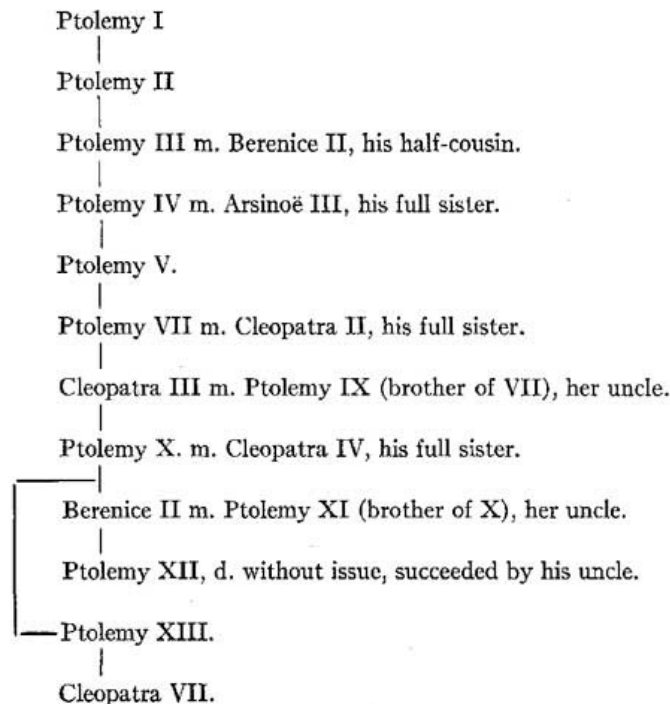 Ptolemy I
Ptolemy II
Ptolemy III m. Berenice II, his half-cousin.
Ptolemy IV m. Arsinoë III, his full sister.
Ptolemy V.
Ptolemy VII m. Cleopatra II, his full sister.
Cleopatra III m. Ptolemy IX (brother of VII), her uncle.
Ptolemy X. m. Cleopatra IV, his full sister.
Berenice II m. Ptolemy XI (brother of X), her uncle.
Ptolemy XII, d. without issue, succeeded by his uncle.
Ptolemy XIII.
Cleopatra VII.